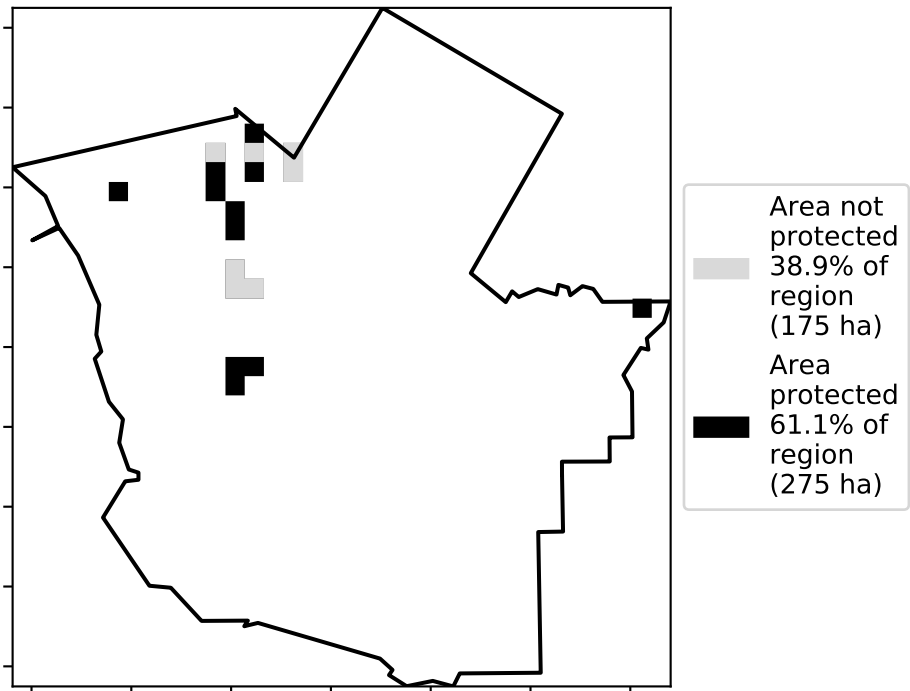 Area not
protected
38.9% of
region
(175 ha)
Area
protected
61.1% of
region
(275 ha)